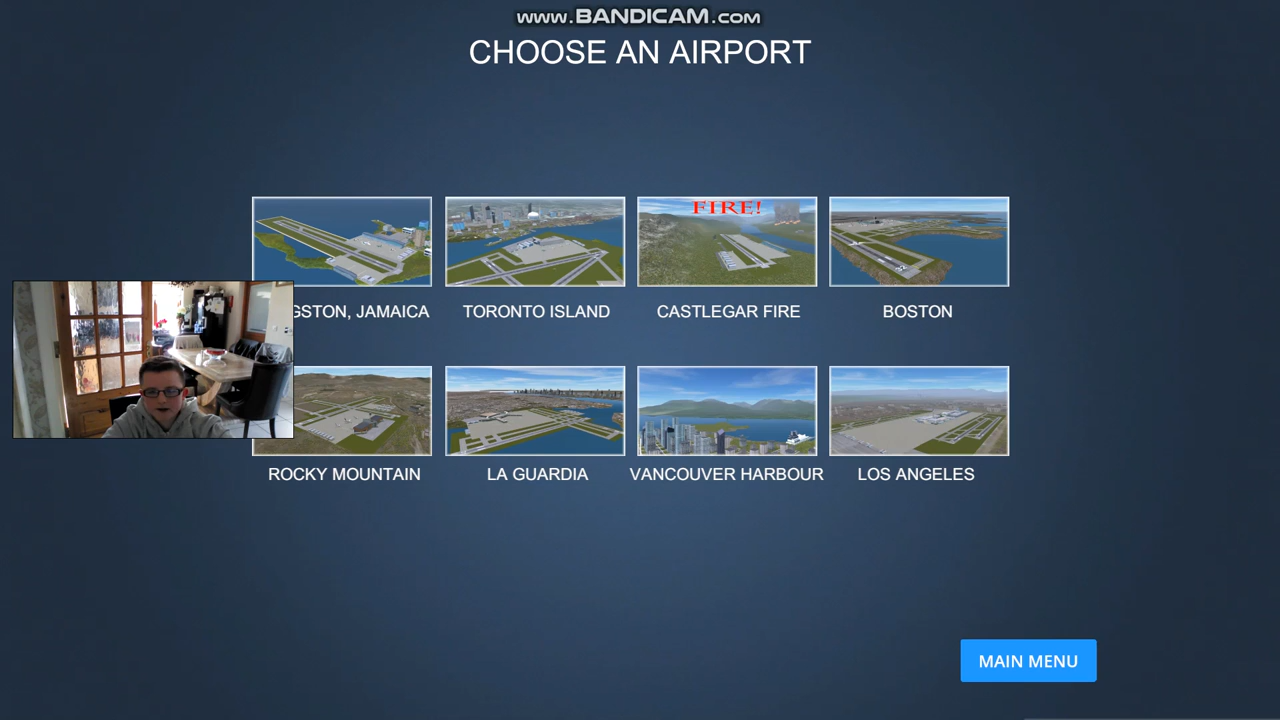 www.BANDICAM.com
CHOOSE AN AIRPORT
FIRE!
GSTON, JAMAICA
TORONTO ISLAND
CASTLEGAR FIRE
BOSTON
ROCKY MOUNTAIN
LA GUARDIA
VANCOUVER HARBOUR
LOS ANGELES
MAIN MENU